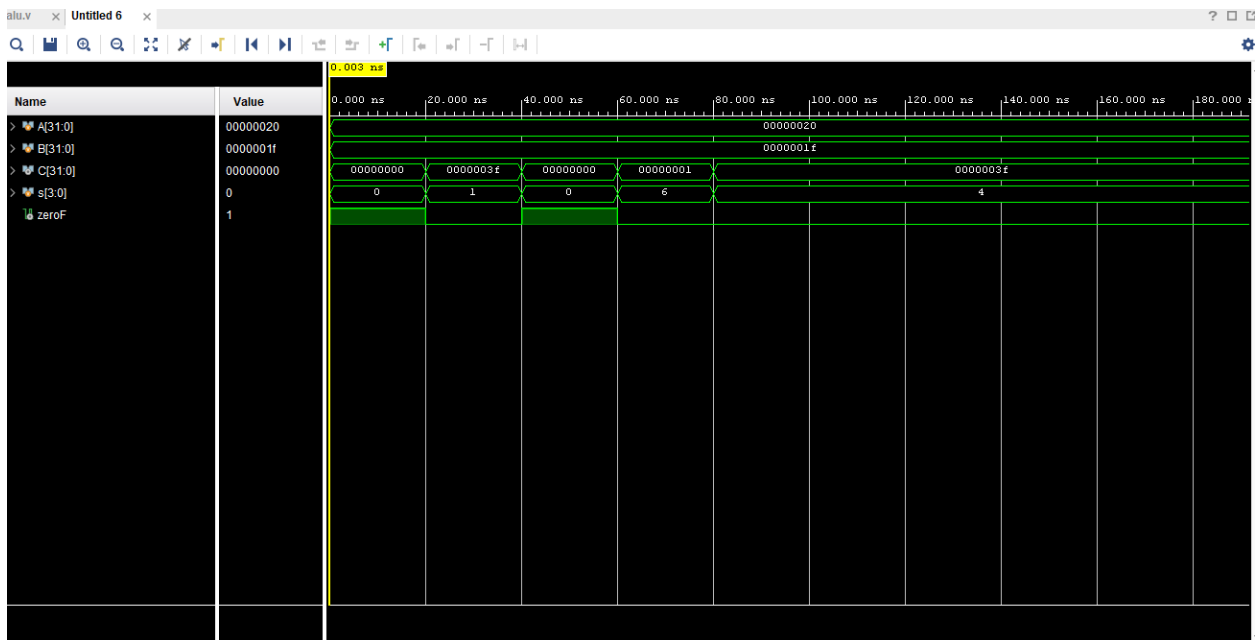 alu.v × Untitled 6 × ?
0.003 ns
Name Value 0.000 ns 20.000 ns 40.000 ns 60.000 ns 80.000 ns 100.000 ns 120.000 ns 140.000 ns 160.000 ns 180.000
> A[31:0] 00000020 00000020
> B[31:0] 0000001f 0000001f
> C[31:0] 00000000 00000000 0000003f 00000000 00000001 0000003f
> s[3:0] 0 0 1 0 6 4
zeroF 1